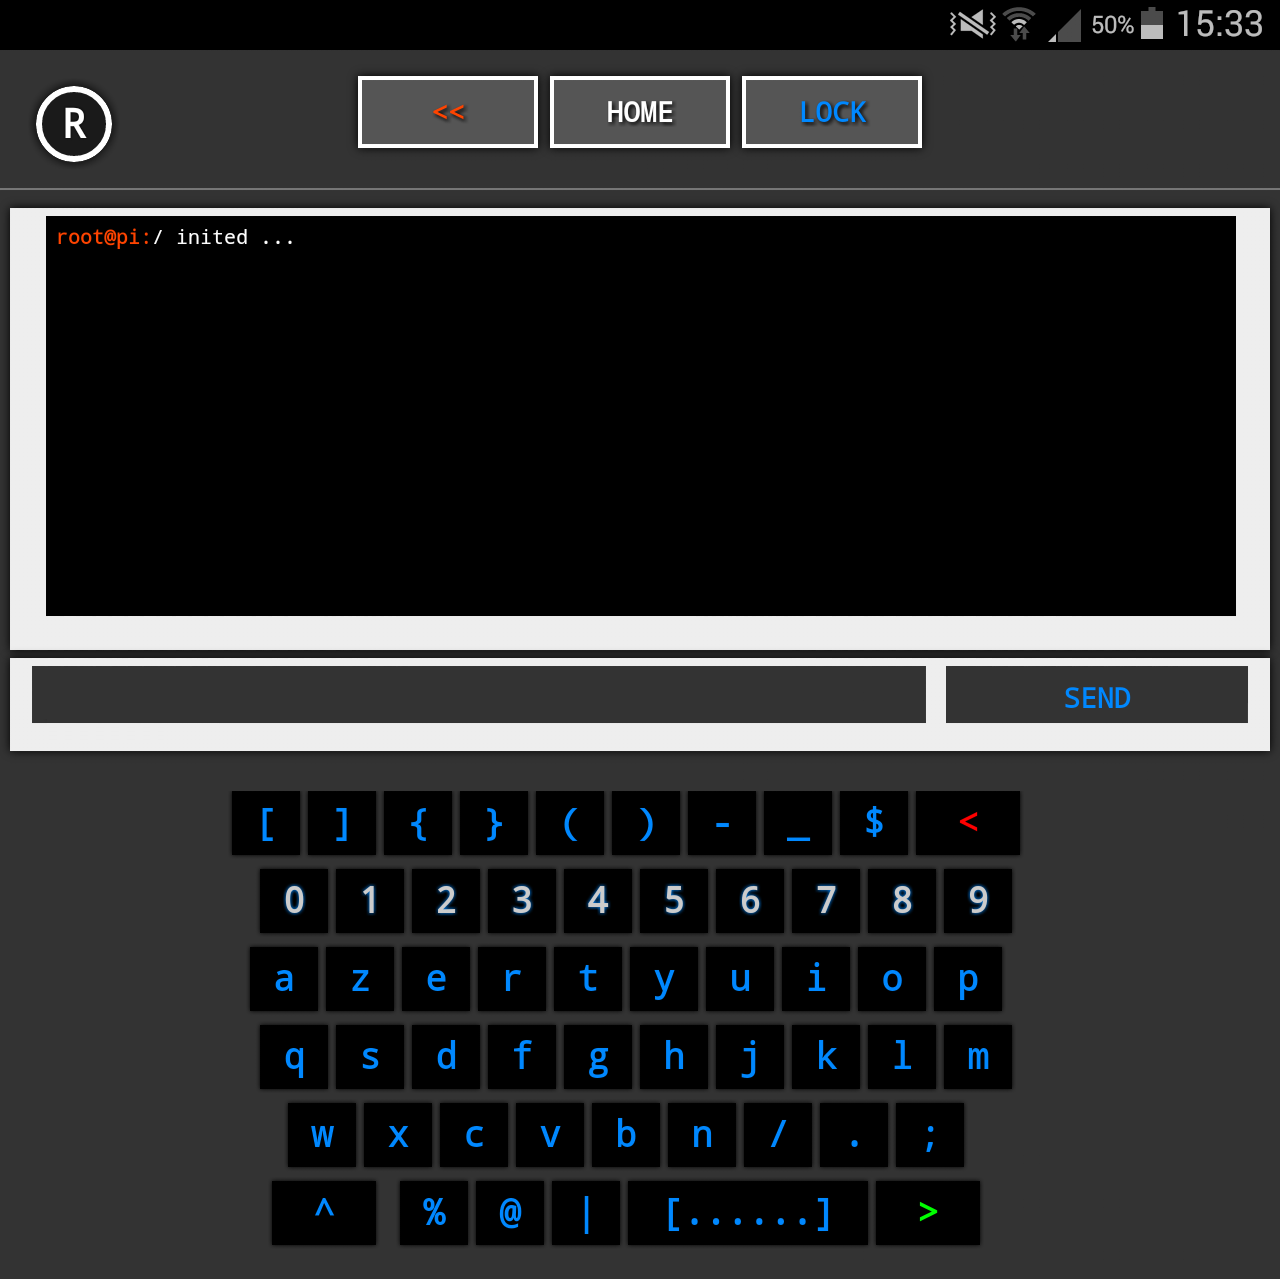 50% 15:33
R << HOME LOCK
root@pi:/ inited ...
SEND
[ ] { } ( ) - _ $ <
0 1 2 3 4 5 6 7 8 9
a z e r t y u i o p
q s d f g h j k l m
w x c v b n / . ;
^ % @ | [......] >